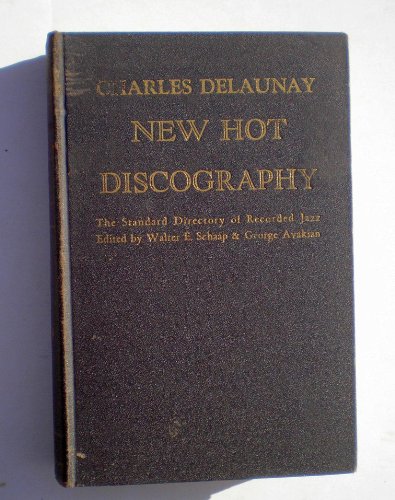 CHARLES DELAUNAY
NEW HOT
DISCOGRAPHY
The Standard Directory of Recorded Jazz
Edited by Walter E. Schaap & George Avakian